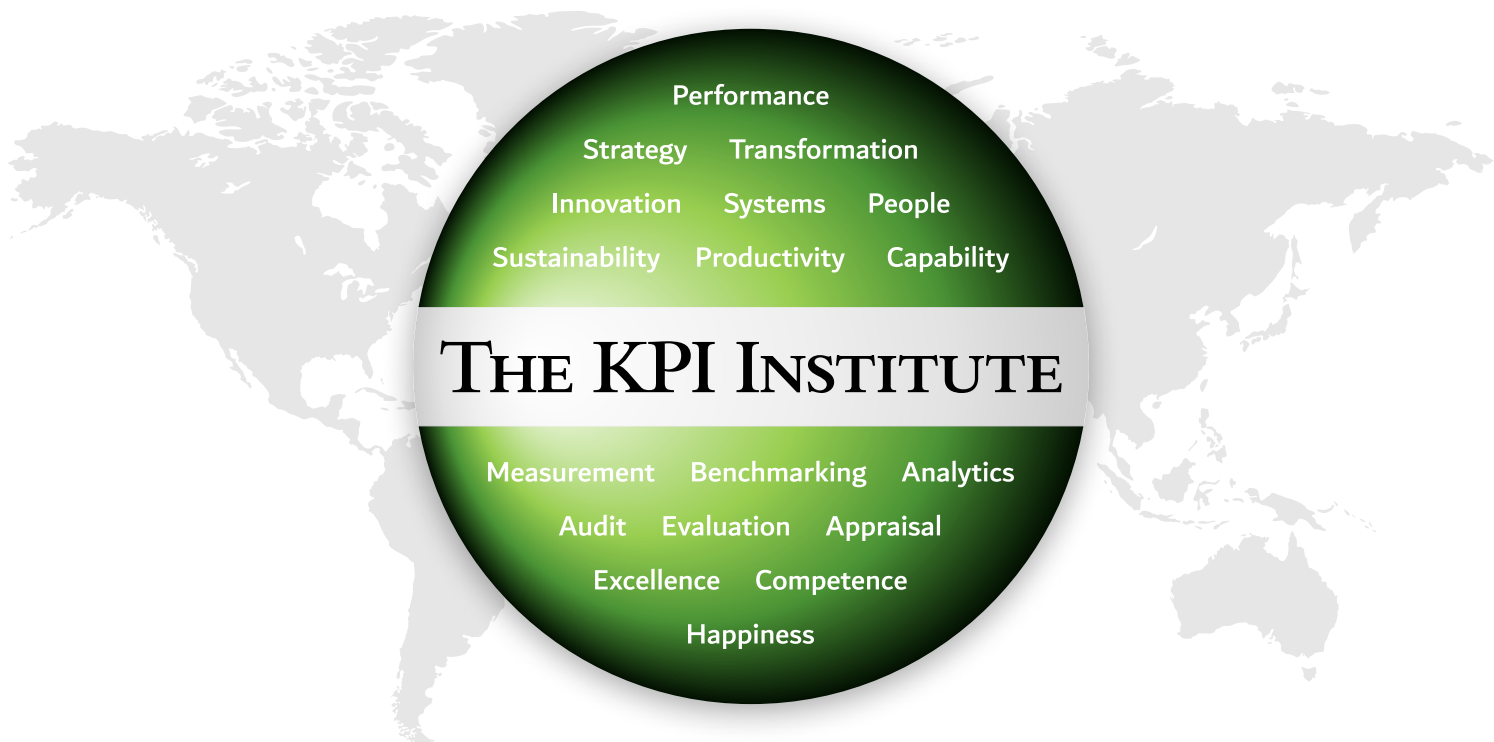 Performance
Strategy Transformation
Innovation Systems People
Sustainability Productivity Capability
The KPI Institute
Measurement Benchmarking Analytics
Audit Evaluation Appraisal
Excellence Competence
Happiness